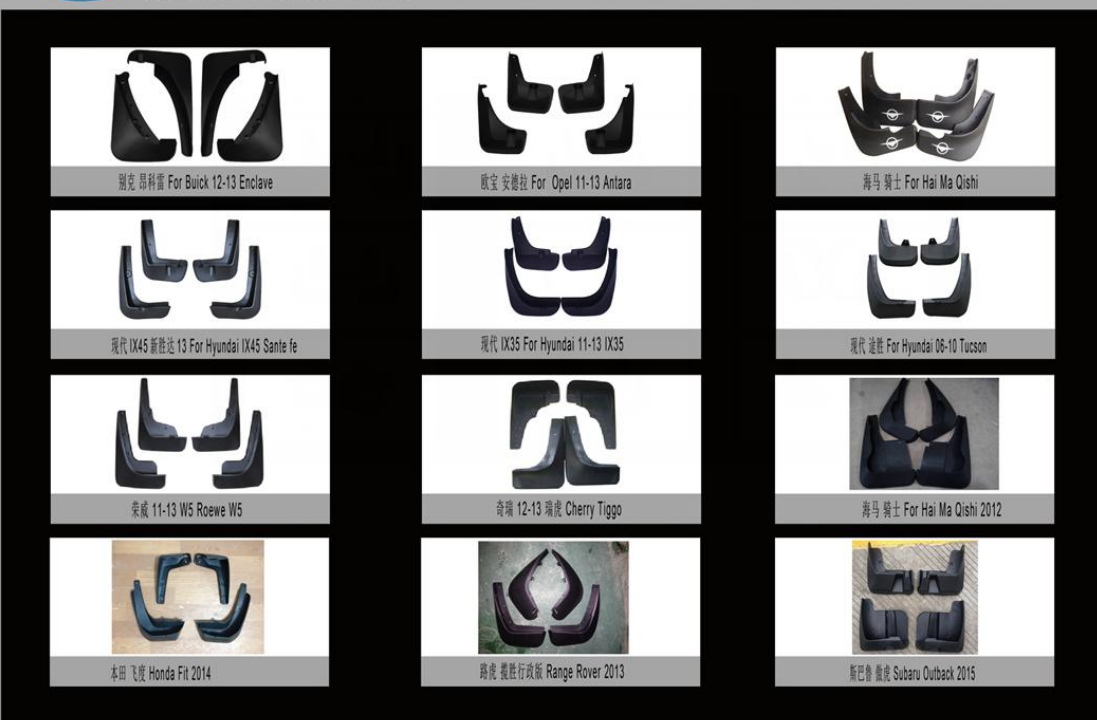 别克 昂科雷 For Buick 12-13 Enclave
欧宝 安德拉 For Opel 11-13 Antara
海马 骑士 For Hai Ma Qishi
现代 IX45 新胜达 13 For Hyundai IX45 Sante fe
现代 IX35 For Hyundai 11-13 IX35
现代 途胜 For Hyundai 06-10 Tucson
荣威 11-13 W5 Roewe W5
奇瑞 12-13 瑞虎 Cherry Tiggo
海马 骑士 For Hai Ma Qishi 2012
本田 飞度 Honda Fit 2014
路虎 揽胜行政版 Range Rover 2013
斯巴鲁 傲虎 Subaru Outback 2015